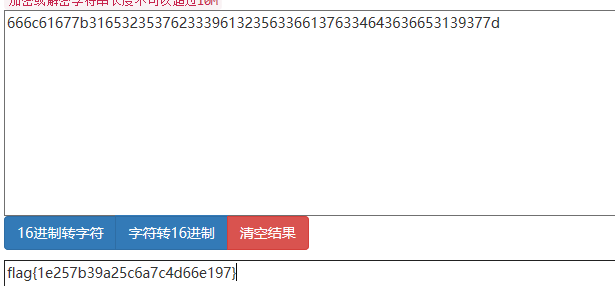 加密或解密字符串长度不可以超过10M
666c61677b3165323537623339613235633661376334643636653139377d
16进制转字符 字符转16进制 清空结果
flag{1e257b39a25c6a7c4d66e197}